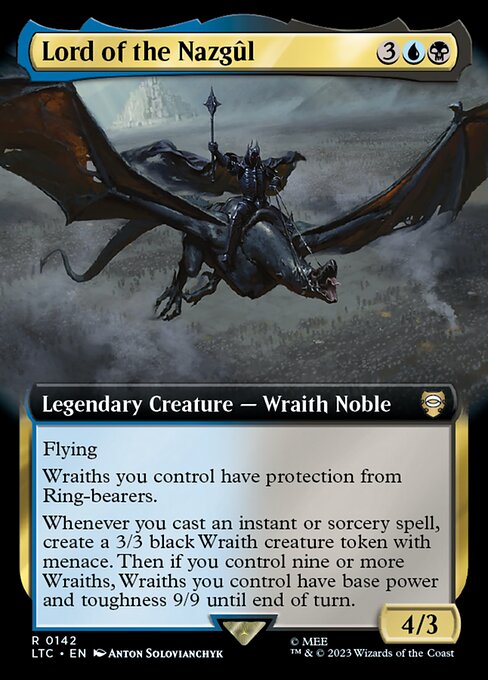 Lord of the Nazgûl 3
Legendary Creature — Wraith Noble
Flying
Wraiths you control have protection from
Ring-bearers.
Whenever you cast an instant or sorcery spell,
create a 3/3 black Wraith creature token with
menace. Then if you control nine or more
Wraiths, Wraiths you control have base power
and toughness 9/9 until end of turn.
4/3
R 0142
LTC • EN Anton Solovianchyk
© MEE
™ & © 2023 Wizards of the Coast